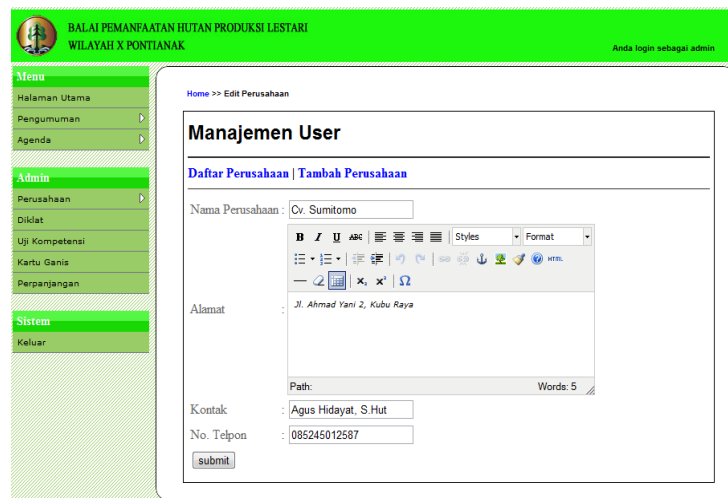 BALAI PEMANFAATAN HUTAN PRODUKSI LESTARI
WILAYAH X PONTIANAK
Anda login sebagai admin
Menu
Halaman Utama
Pengumuman
Agenda
Admin
Perusahaan
Diklat
Uji Kompetensi
Kartu Ganis
Perpanjangan
Sistem
Keluar
Home >> Edit Perusahaan
Manajemen User
Daftar Perusahaan | Tambah Perusahaan
Nama Perusahaan : Cv. Sumitomo
B I U ABC Styles Format
HTML
x, x² Ω
Alamat :
Jl. Ahmad Yani 2, Kubu Raya
Path: Words: 5
Kontak : Agus Hidayat, S.Hut
No. Telpon : 085245012587
submit